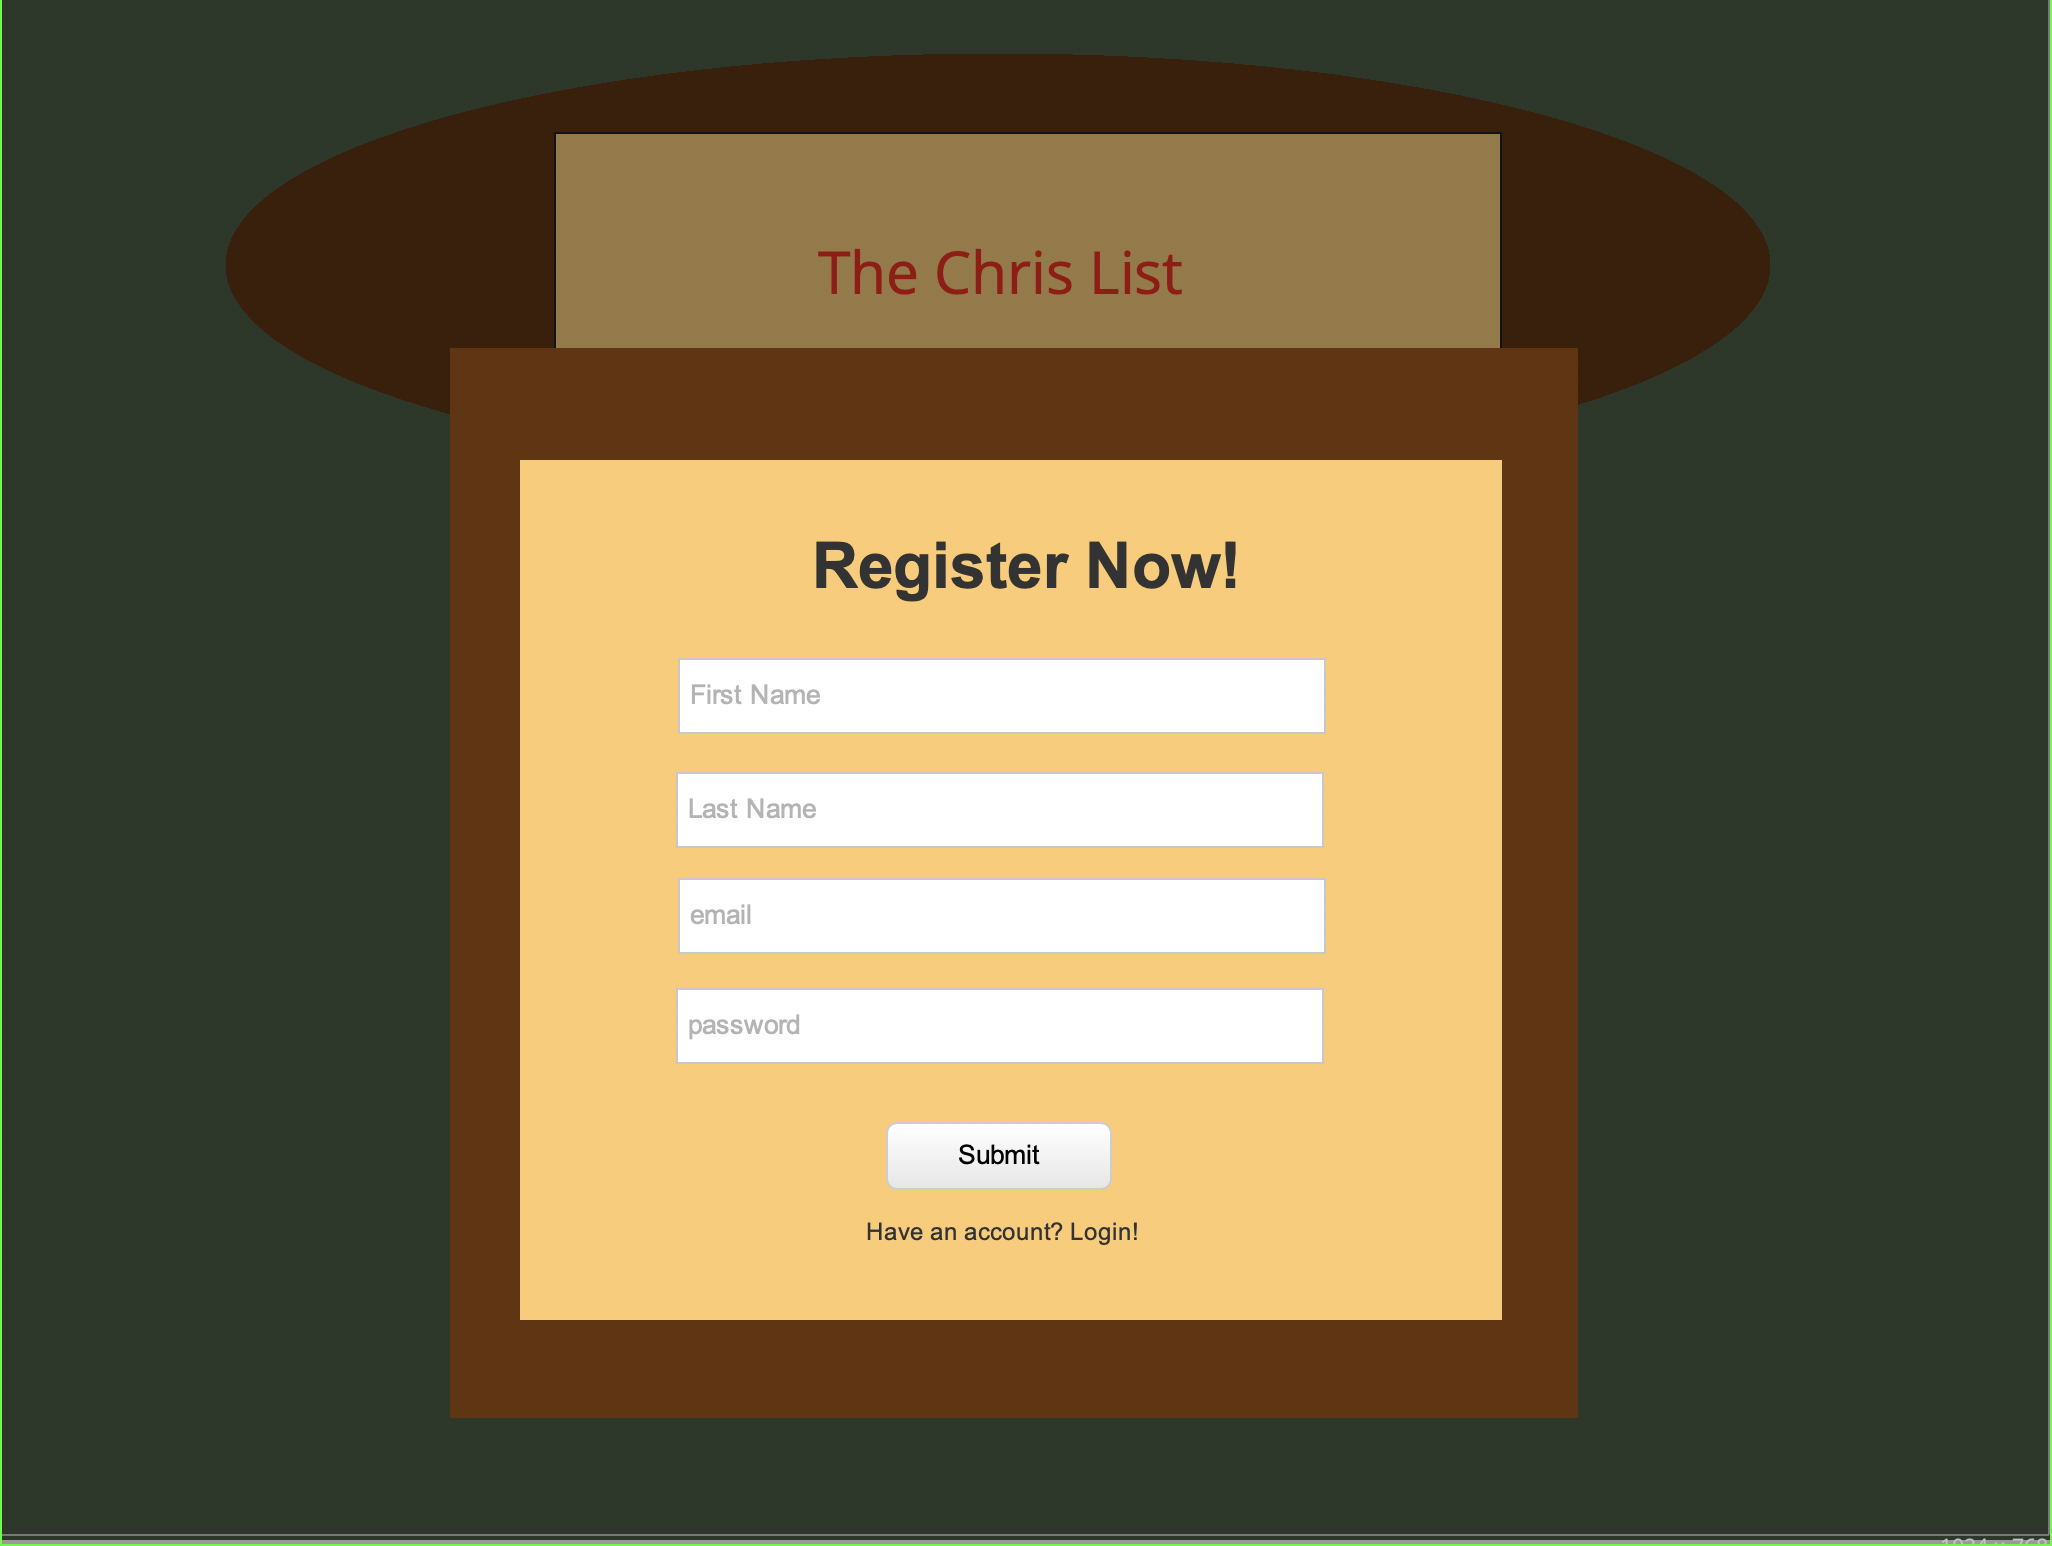 The Chris List
Register Now!
First Name
Last Name
email
password
Submit
Have an account? Login!